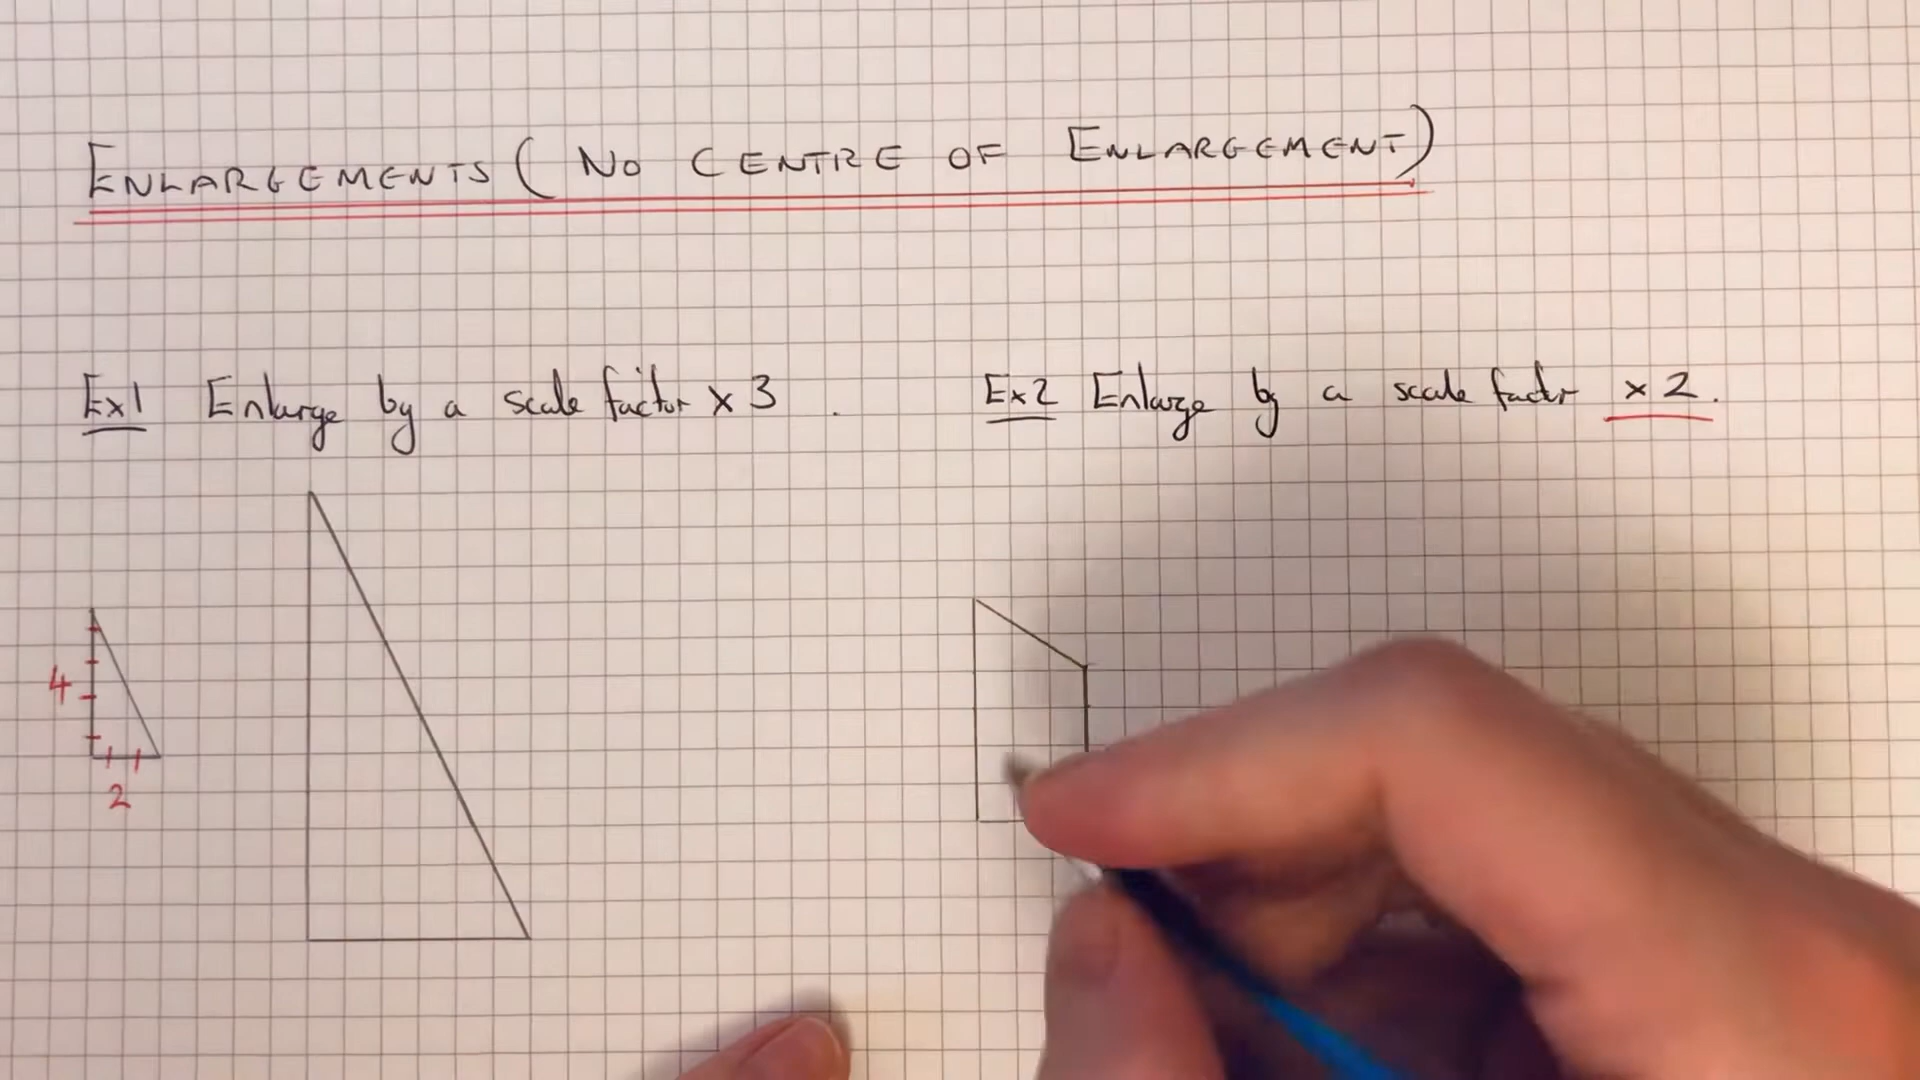 ENLARGEMENTS ( NO CENTRE OF ENLARGEMENT)
Ex1 Enlarge by a scale factor x 3 .
Ex2 Enlarge by a scale factor x 2.
4
2